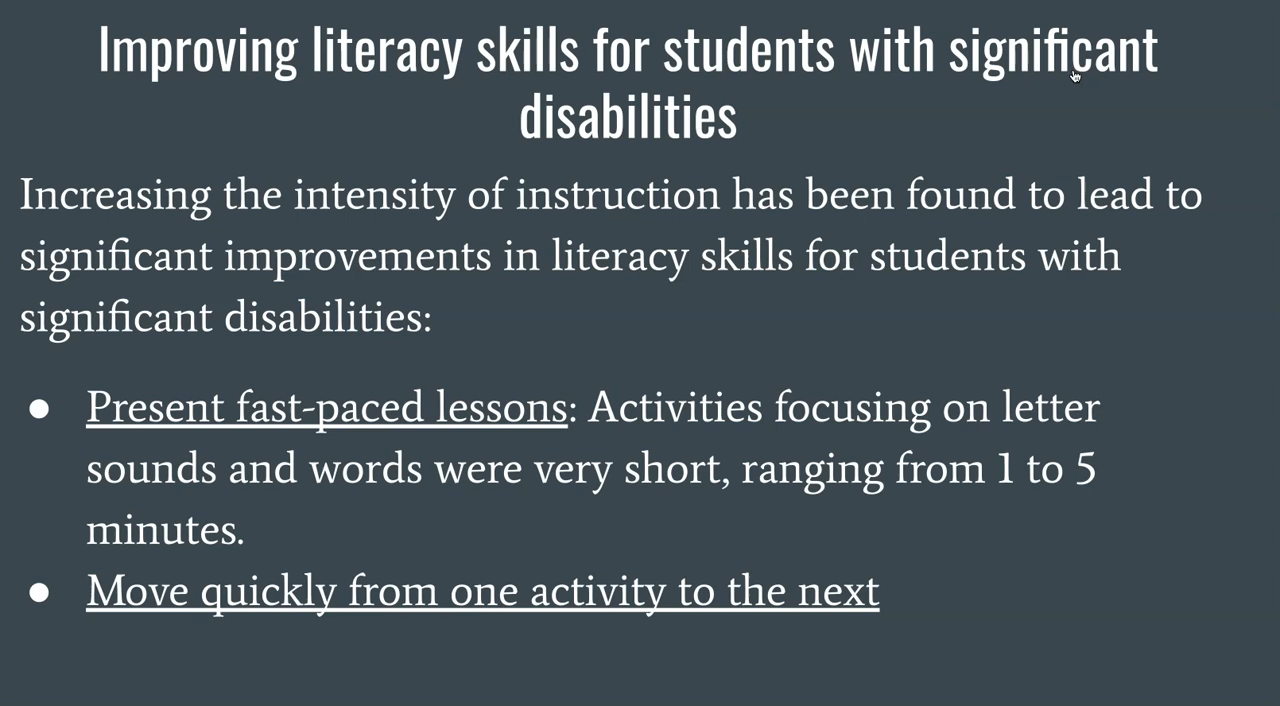 Improving literacy skills for students with significant
disabilities
Increasing the intensity of instruction has been found to lead to
significant improvements in literacy skills for students with
significant disabilities:
● Present fast-paced lessons: Activities focusing on letter
sounds and words were very short, ranging from 1 to 5
minutes.
● Move quickly from one activity to the next